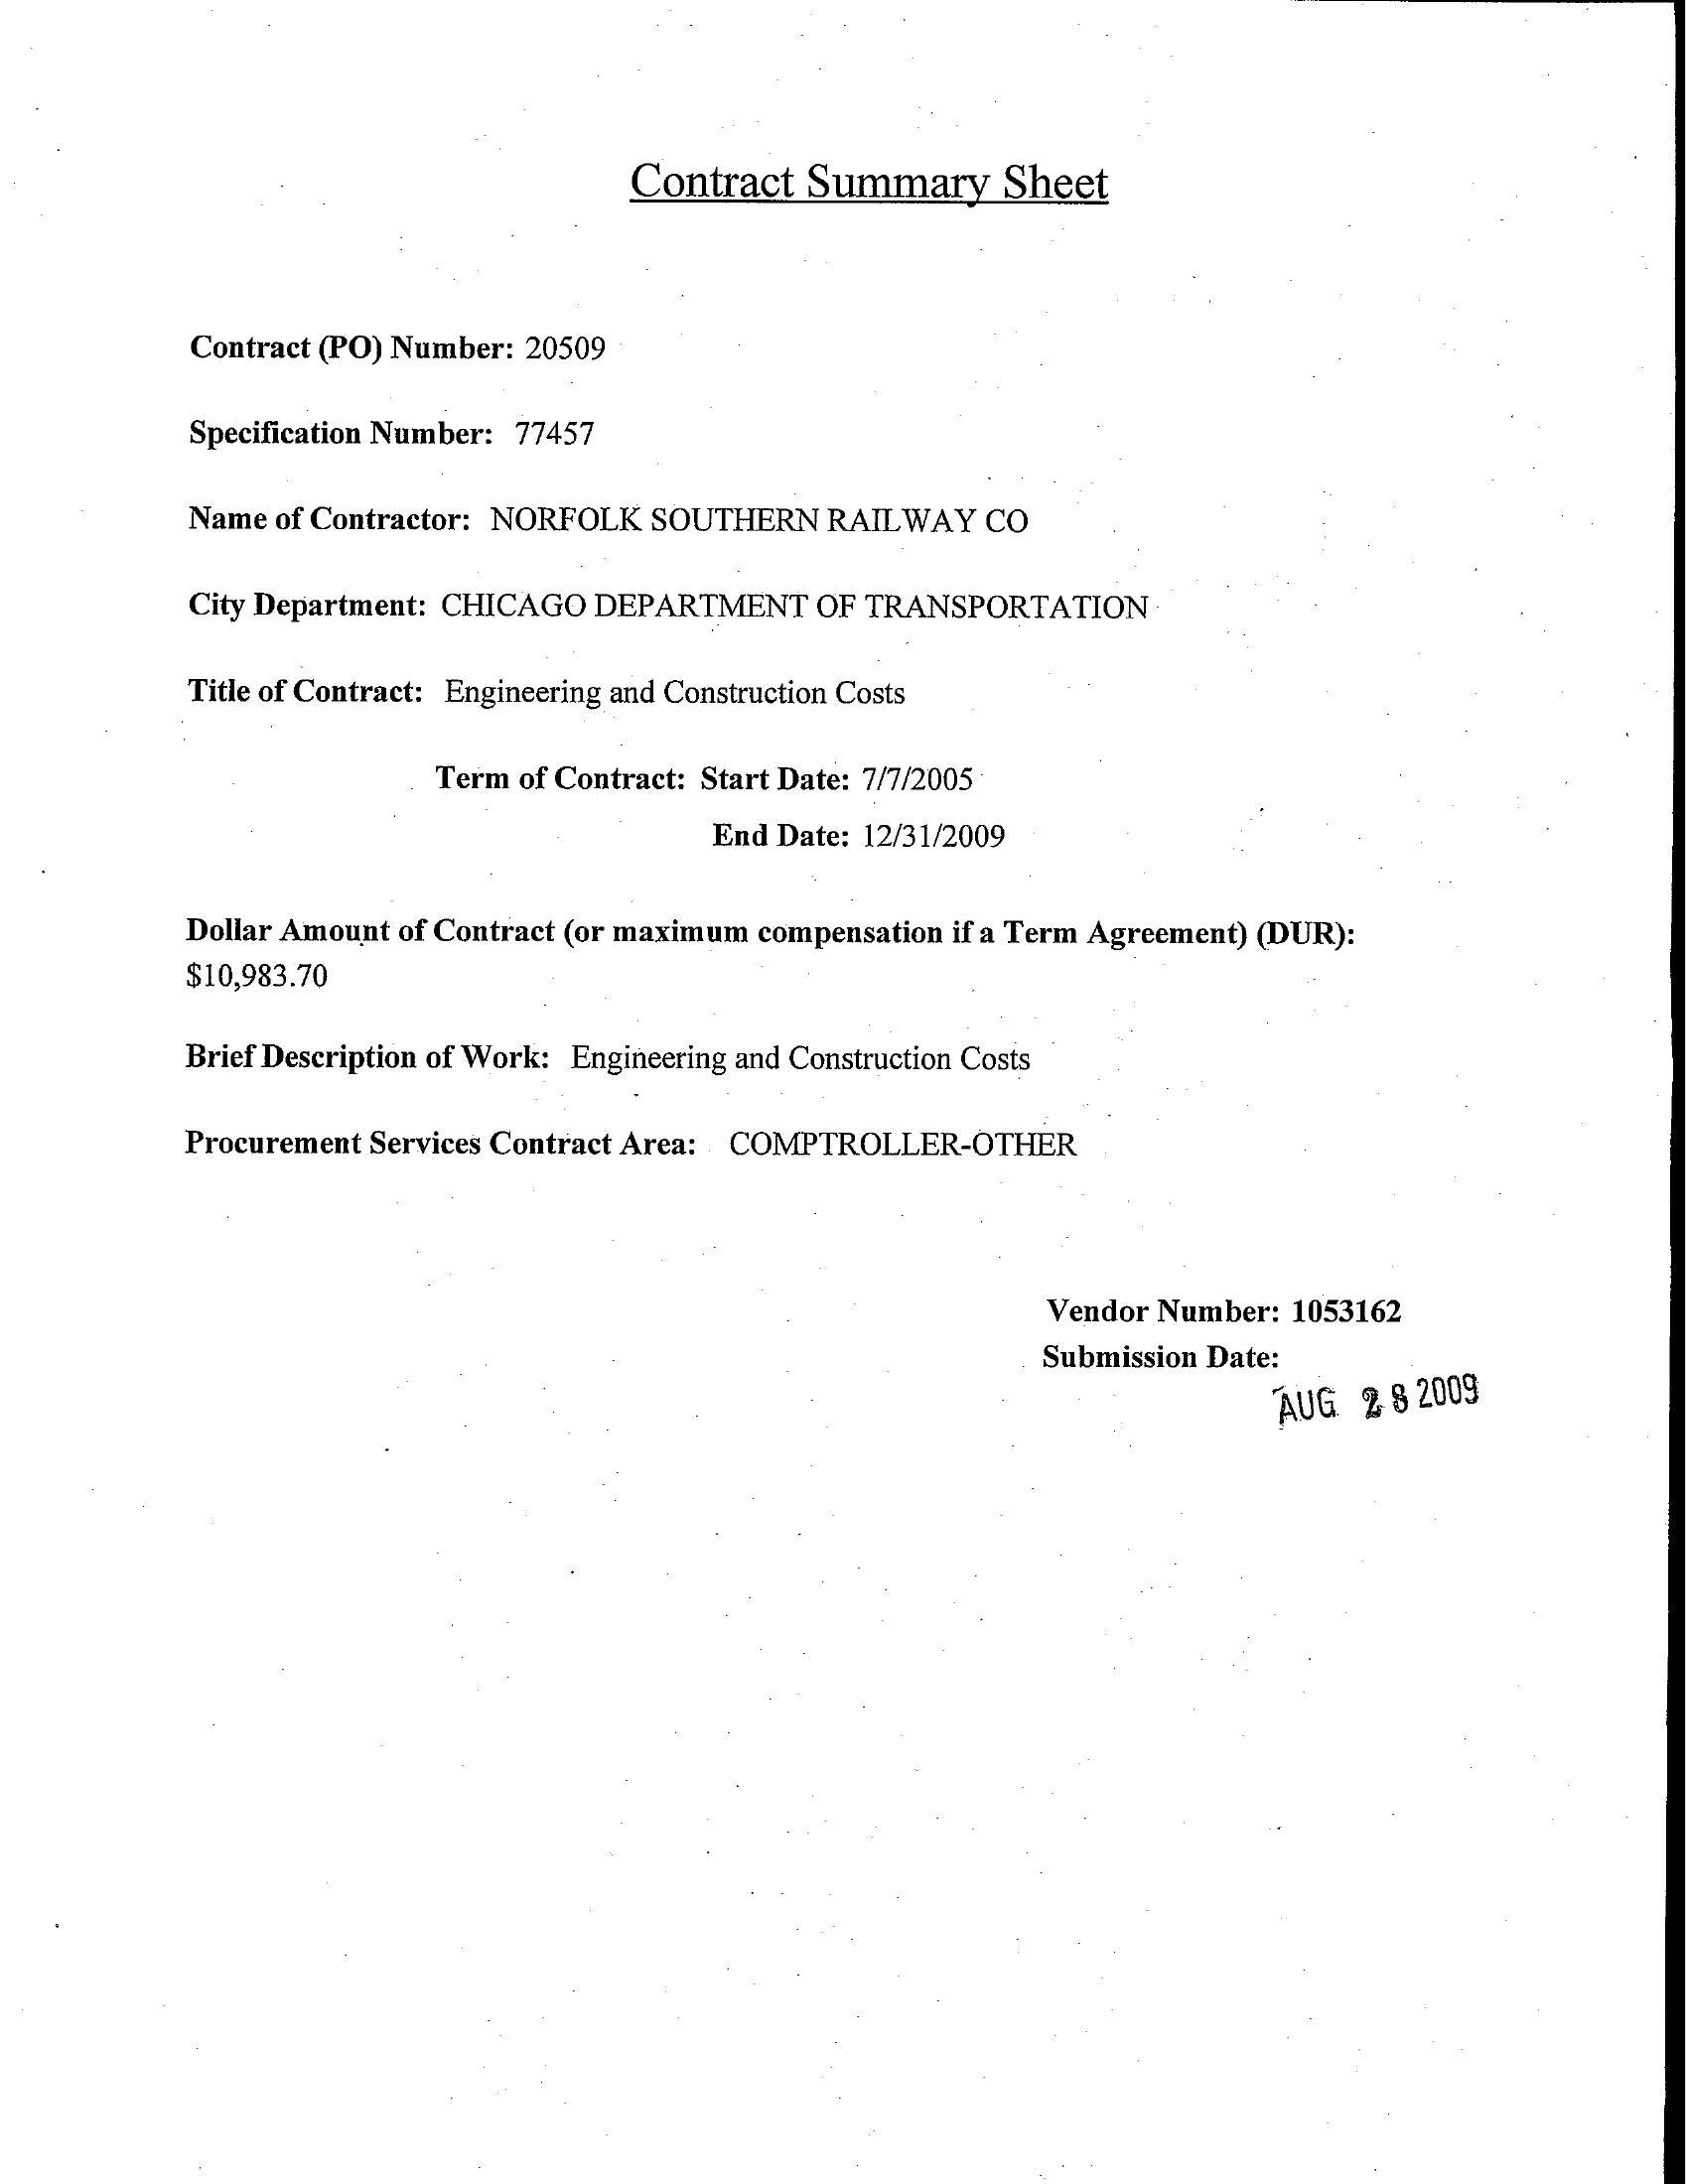 Contract Summary Sheet
Contract (PO) Number: 20509
Specification Number: 77457
Name of Contractor: NORFOLK SOUTHERN RAILWAY CO
City Department: CHICAGO DEPARTMENT OF TRANSPORTATION
Title of Contract: Engineering and Construction Costs
Term of Contract: Start Date: 7/7/2005
End Date: 12/31/2009
Dollar Amount of Contract (or maximum compensation if a Term Agreement) (DUR):
$10,983.70
Brief Description of Work: Engineering and Construction Costs
Procurement Services Contract Area: COMPTROLLER-OTHER
Vendor Number: 1053162
Submission Date:
AUG 28 2009